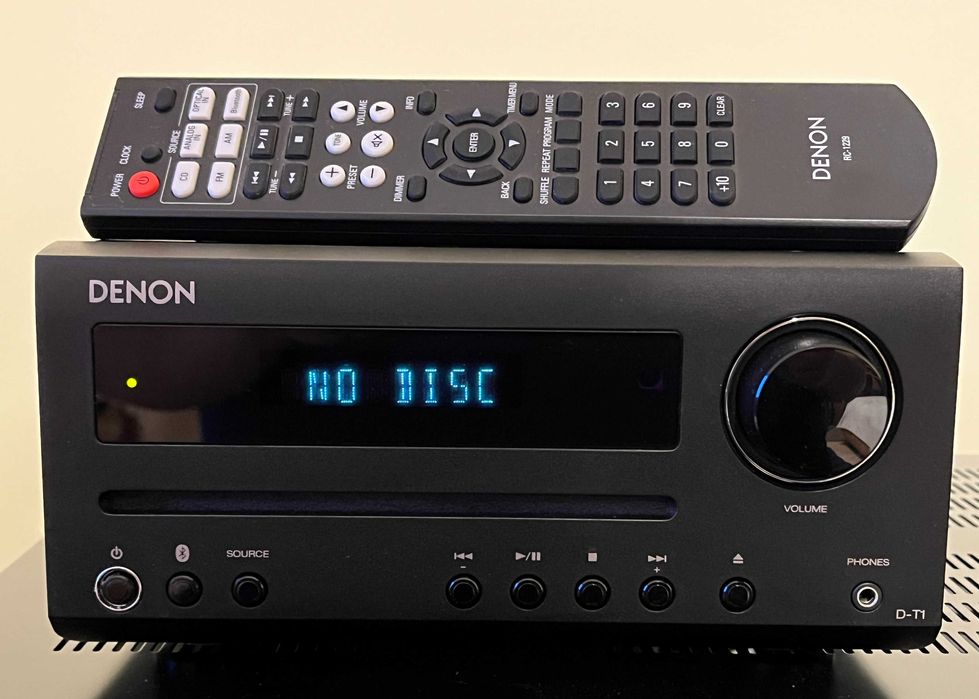 SLEEP
CLOCK
POWER
SOURCE
OPTICAL IN
Bluetooth
ANALOG IN
AM
CD
FM
TUNE +
TUNE -
VOLUME
TONE
PRESET
INFO
DIMMER
ENTER
TIMER/MENU
BACK
SHUFFLE REPEAT PROGRAM MODE
3 6 9 CLEAR
2 5 8 0
1 4 7 +10
DENON
RC-1229
DENON
NO DISC
VOLUME
SOURCE
- +
PHONES
D-T1